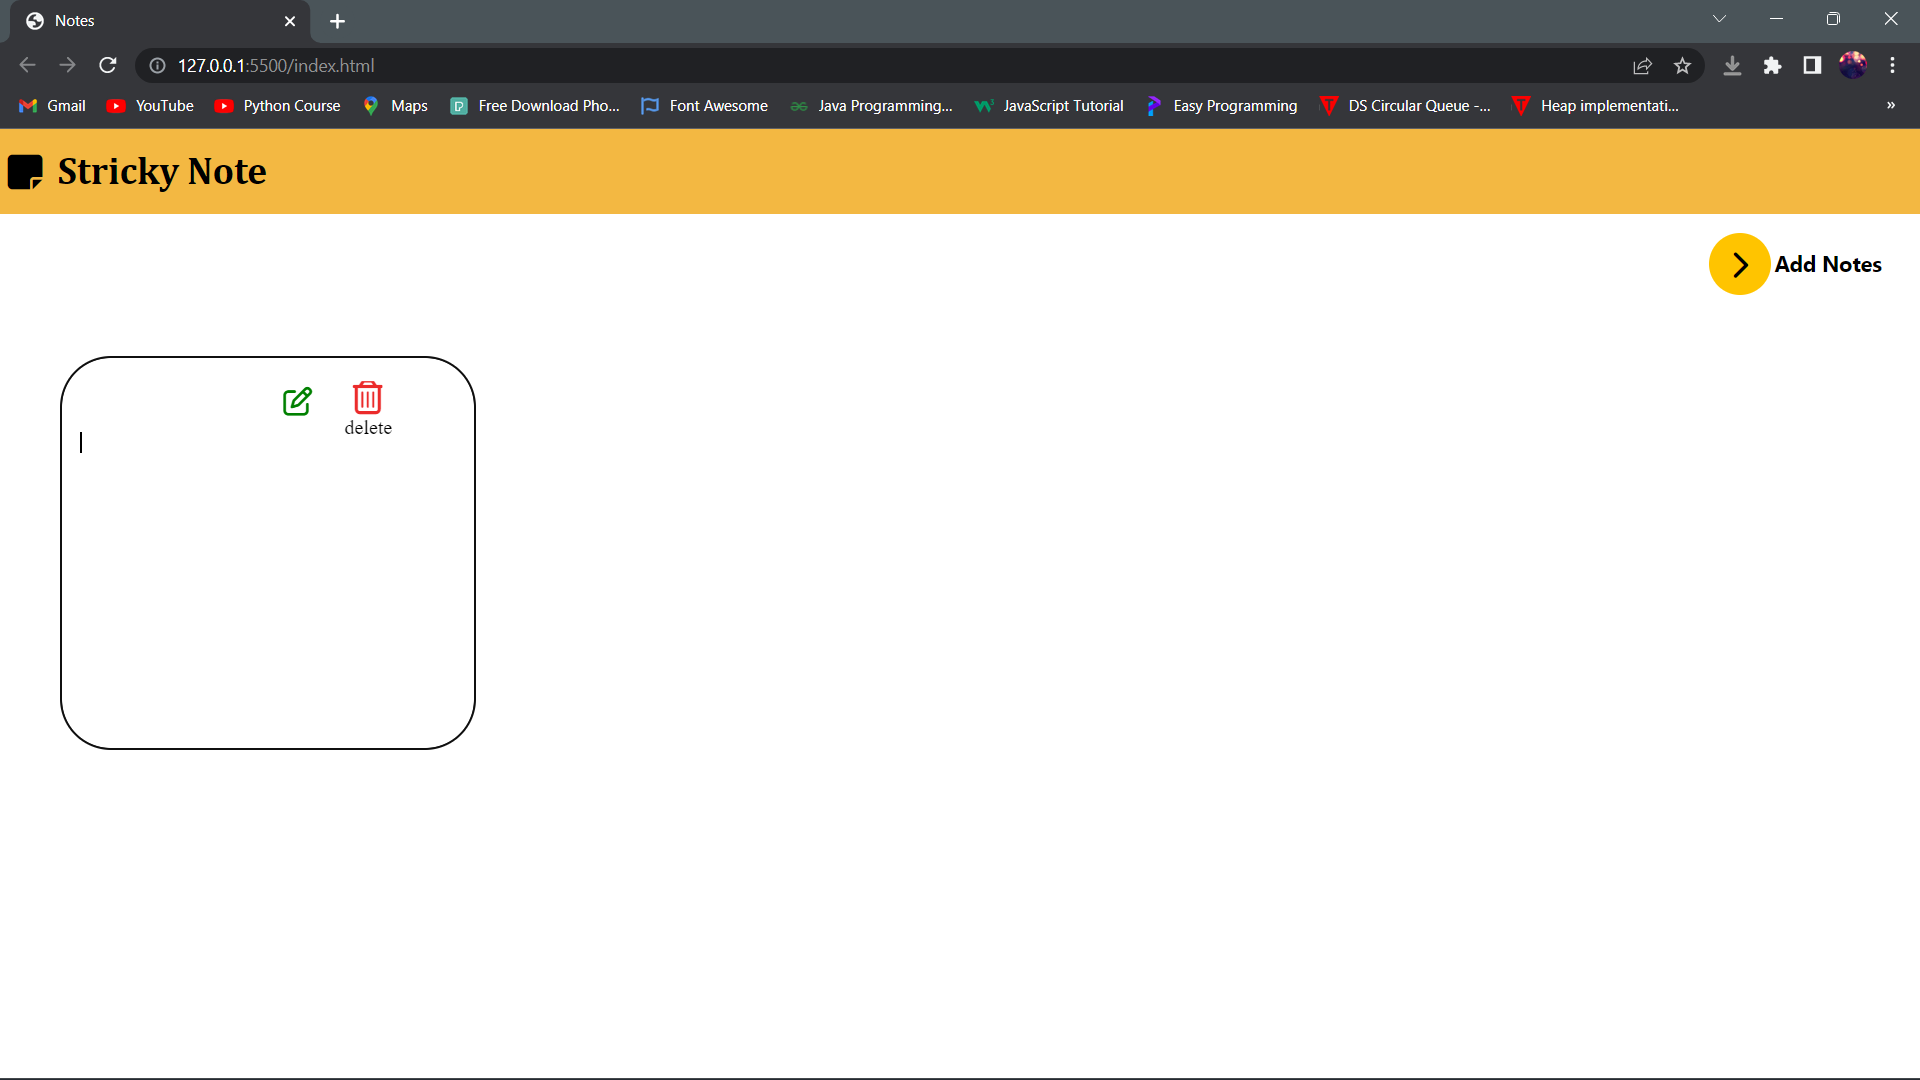 Notes
127.0.0.1:5500/index.html
Gmail YouTube Python Course Maps Free Download Pho... Font Awesome Java Programming... JavaScript Tutorial Easy Programming DS Circular Queue -... Heap implementati... »
Stricky Note
Add Notes
delete